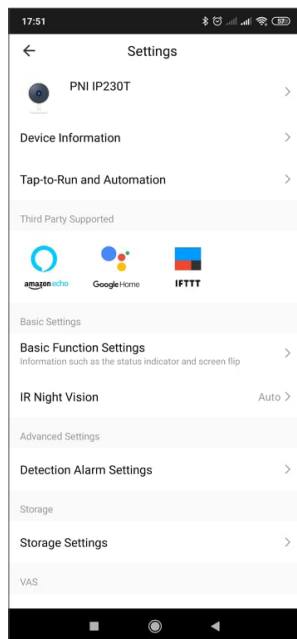 17:51
57
Settings
PNI IP230T
Device Information
Tap-to-Run and Automation
Third Party Supported
amazon echo
Google Home
IFTTT
Basic Settings
Basic Function Settings
Information such as the status indicator and screen flip
IR Night Vision
Auto
Advanced Settings
Detection Alarm Settings
Storage
Storage Settings
VAS